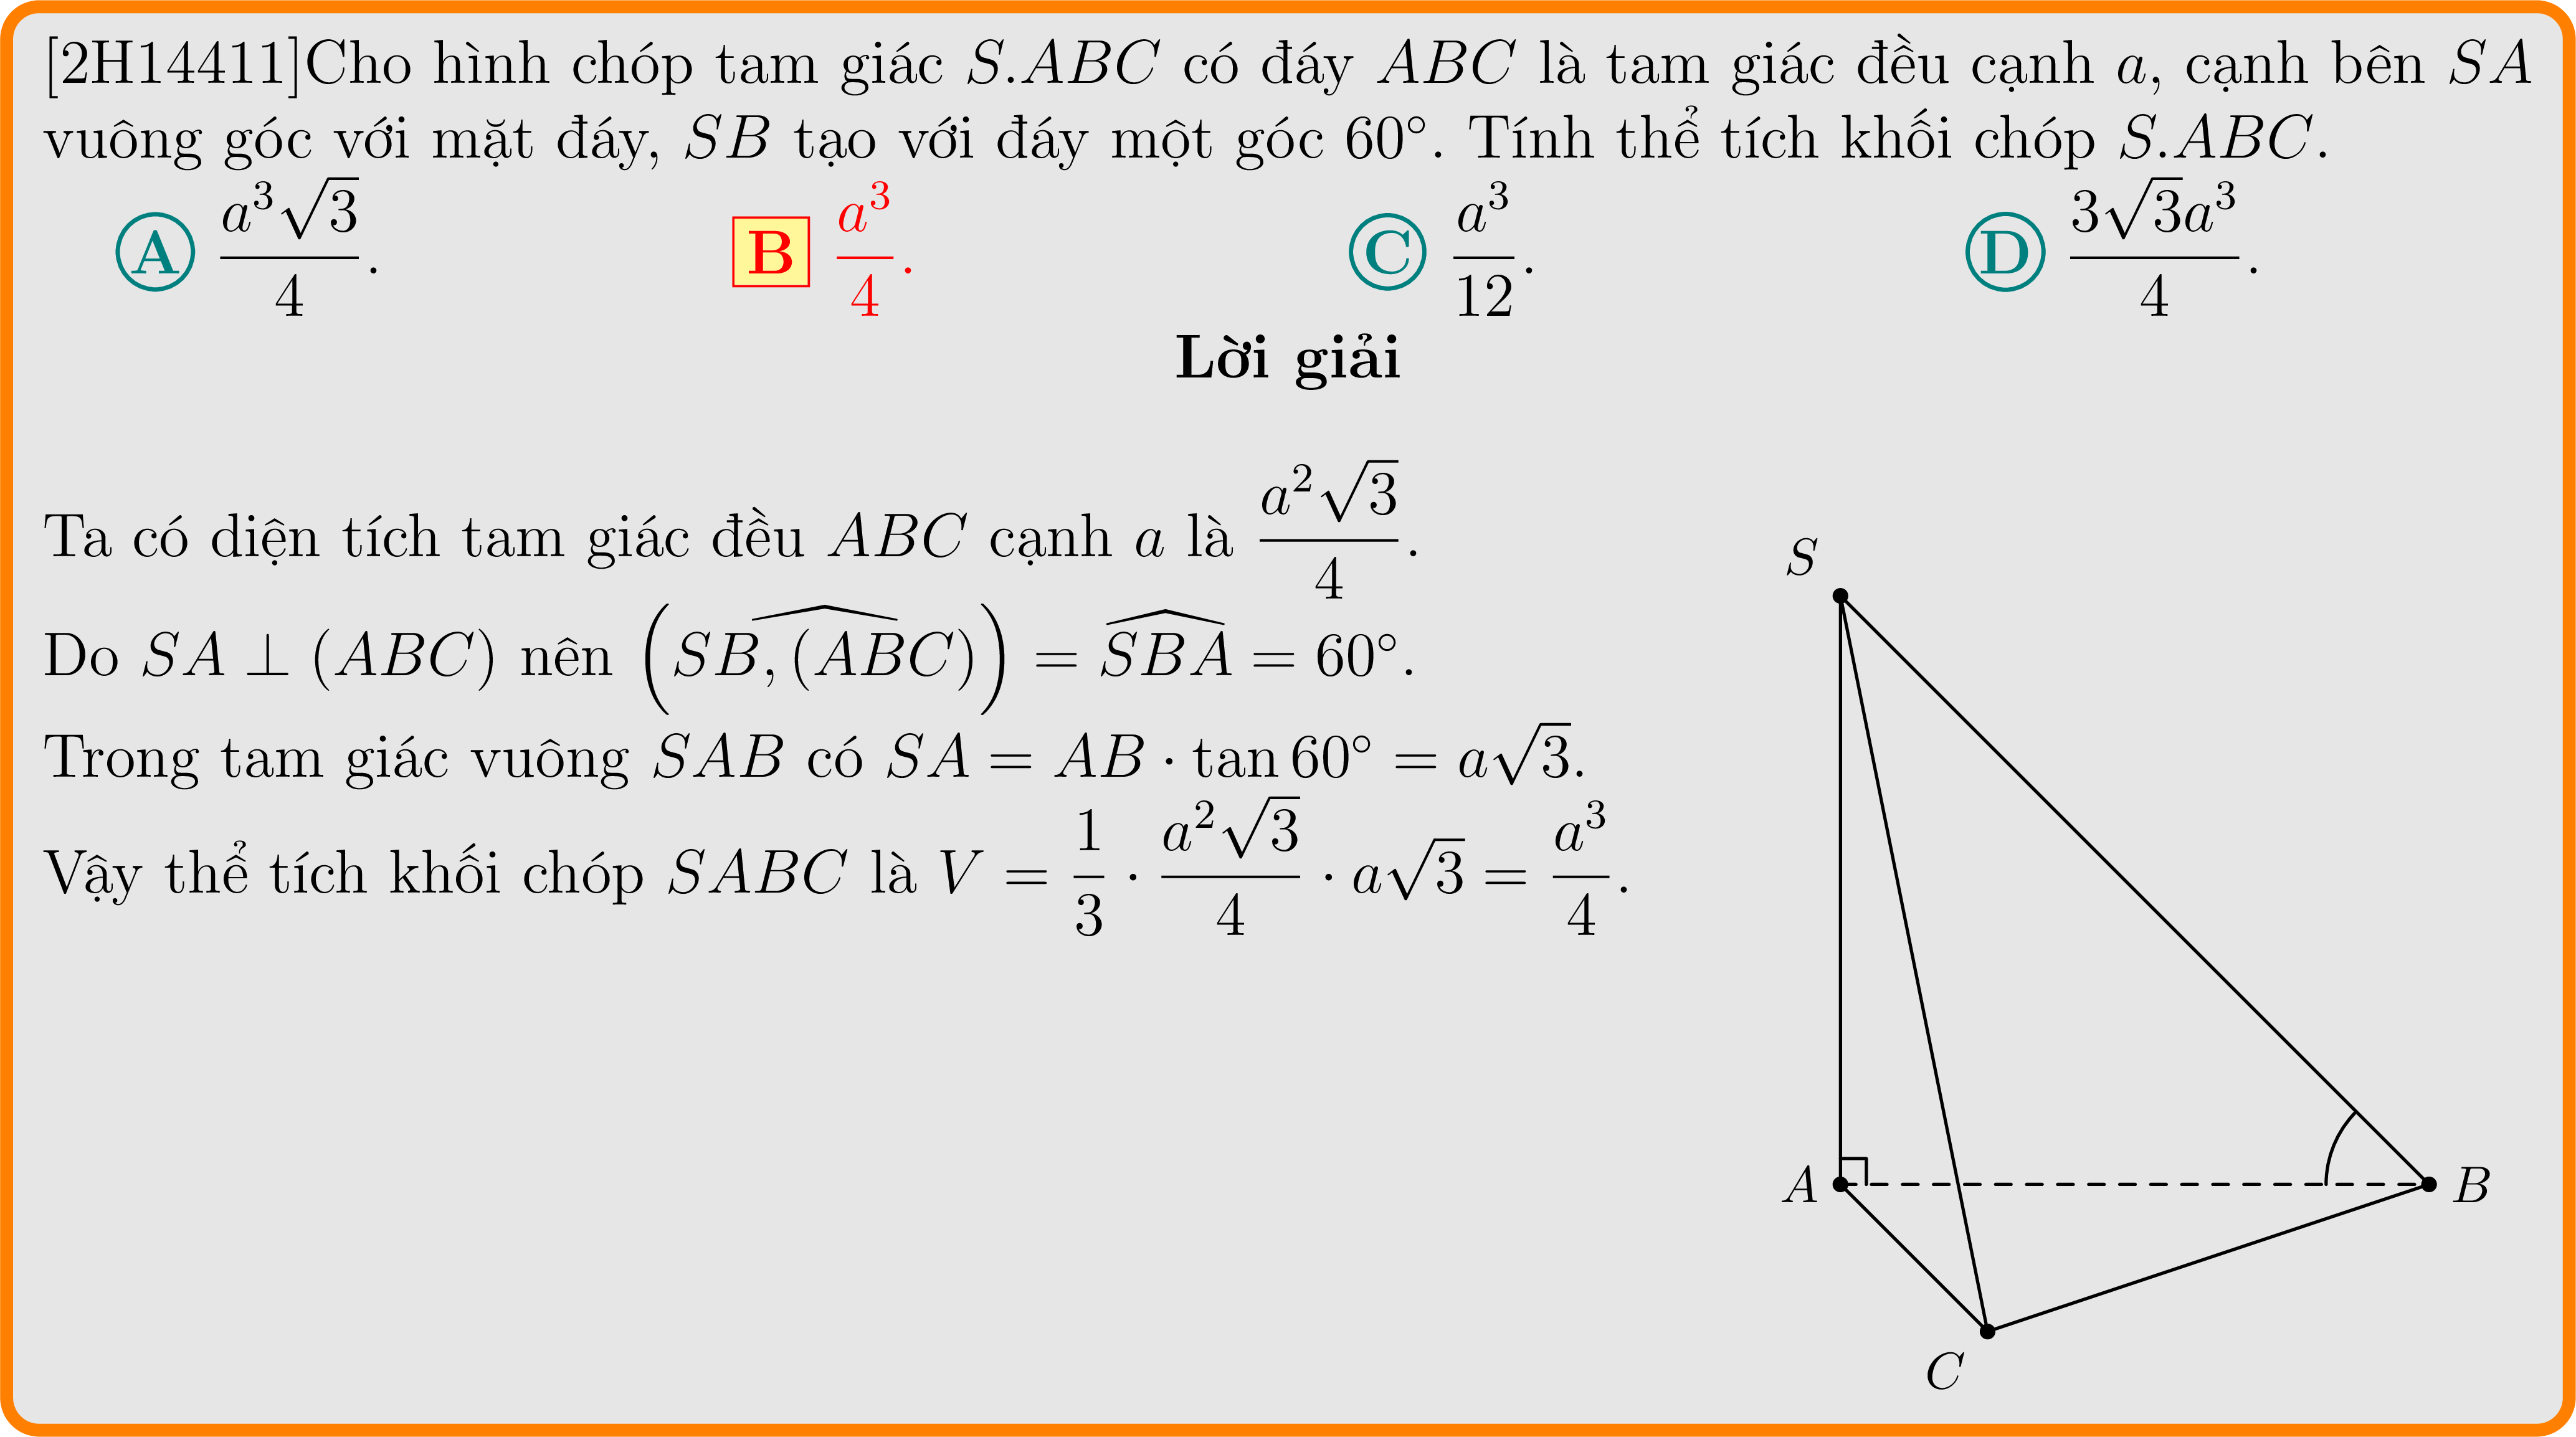 [2H14411]Cho hình chóp tam giác S.ABC có đáy ABC là tam giác đều cạnh a, cạnh bên SA
vuông góc với mặt đáy, SB tạo với đáy một góc 60°. Tính thể tích khối chóp S.ABC.
A $\frac{a^3\sqrt{3}}{4}$. B $\frac{a^3}{4}$. C $\frac{a^3}{12}$. D $\frac{3\sqrt{3}a^3}{4}$.
Lời giải
Ta có diện tích tam giác đều ABC cạnh a là $\frac{a^2\sqrt{3}}{4}$.
Do SA ⊥ (ABC) nên $\left(\widehat{SB, (ABC)}\right) = \widehat{SBA} = 60°$.
Trong tam giác vuông SAB có SA = AB · tan 60° = a√3.
Vậy thể tích khối chóp SABC là $V = \frac{1}{3} \cdot \frac{a^2\sqrt{3}}{4} \cdot a\sqrt{3} = \frac{a^3}{4}$.
S
A
B
C